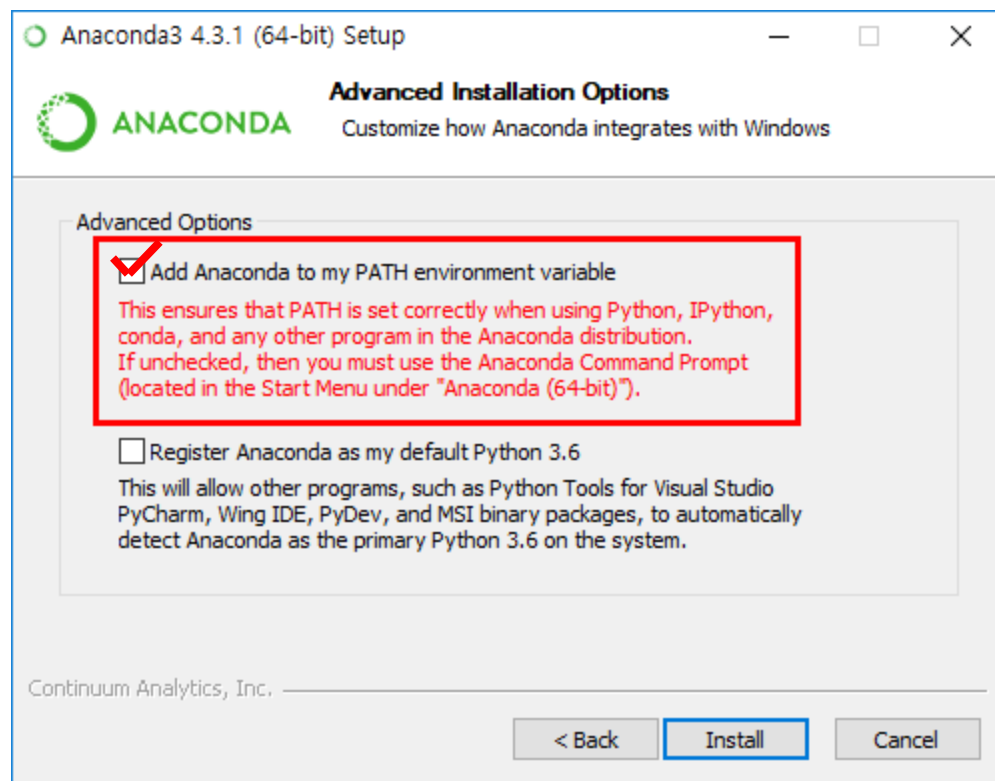 Anaconda3 4.3.1 (64-bit) Setup
ANACONDA
Advanced Installation Options
Customize how Anaconda integrates with Windows
Advanced Options
Add Anaconda to my PATH environment variable
This ensures that PATH is set correctly when using Python, IPython,
conda, and any other program in the Anaconda distribution.
If unchecked, then you must use the Anaconda Command Prompt
(located in the Start Menu under "Anaconda (64-bit)").
Register Anaconda as my default Python 3.6
This will allow other programs, such as Python Tools for Visual Studio
PyCharm, Wing IDE, PyDev, and MSI binary packages, to automatically
detect Anaconda as the primary Python 3.6 on the system.
Continuum Analytics, Inc.
< Back
Install
Cancel